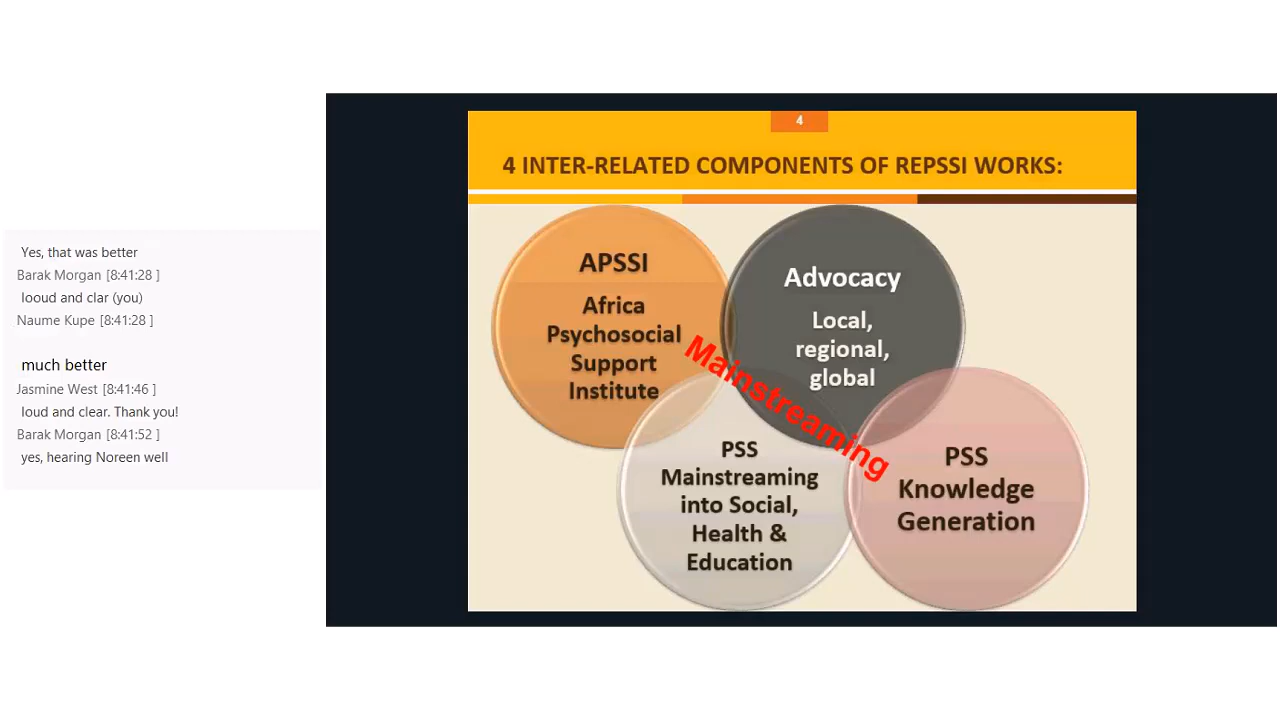 Yes, that was better
Barak Morgan [8:41:28 ]
looud and clar (you)
Naume Kupe [8:41:28 ]
much better
Jasmine West [8:41:46 ]
loud and clear. Thank you!
Barak Morgan [8:41:52 ]
yes, hearing Noreen well
4
4 INTER-RELATED COMPONENTS OF REPSSI WORKS:
APSSI
Africa
Psychosocial
Support
Institute
Advocacy
Local,
regional,
global
Mainstreaming
PSS
Mainstreaming
into Social,
Health &
Education
PSS
Knowledge
Generation